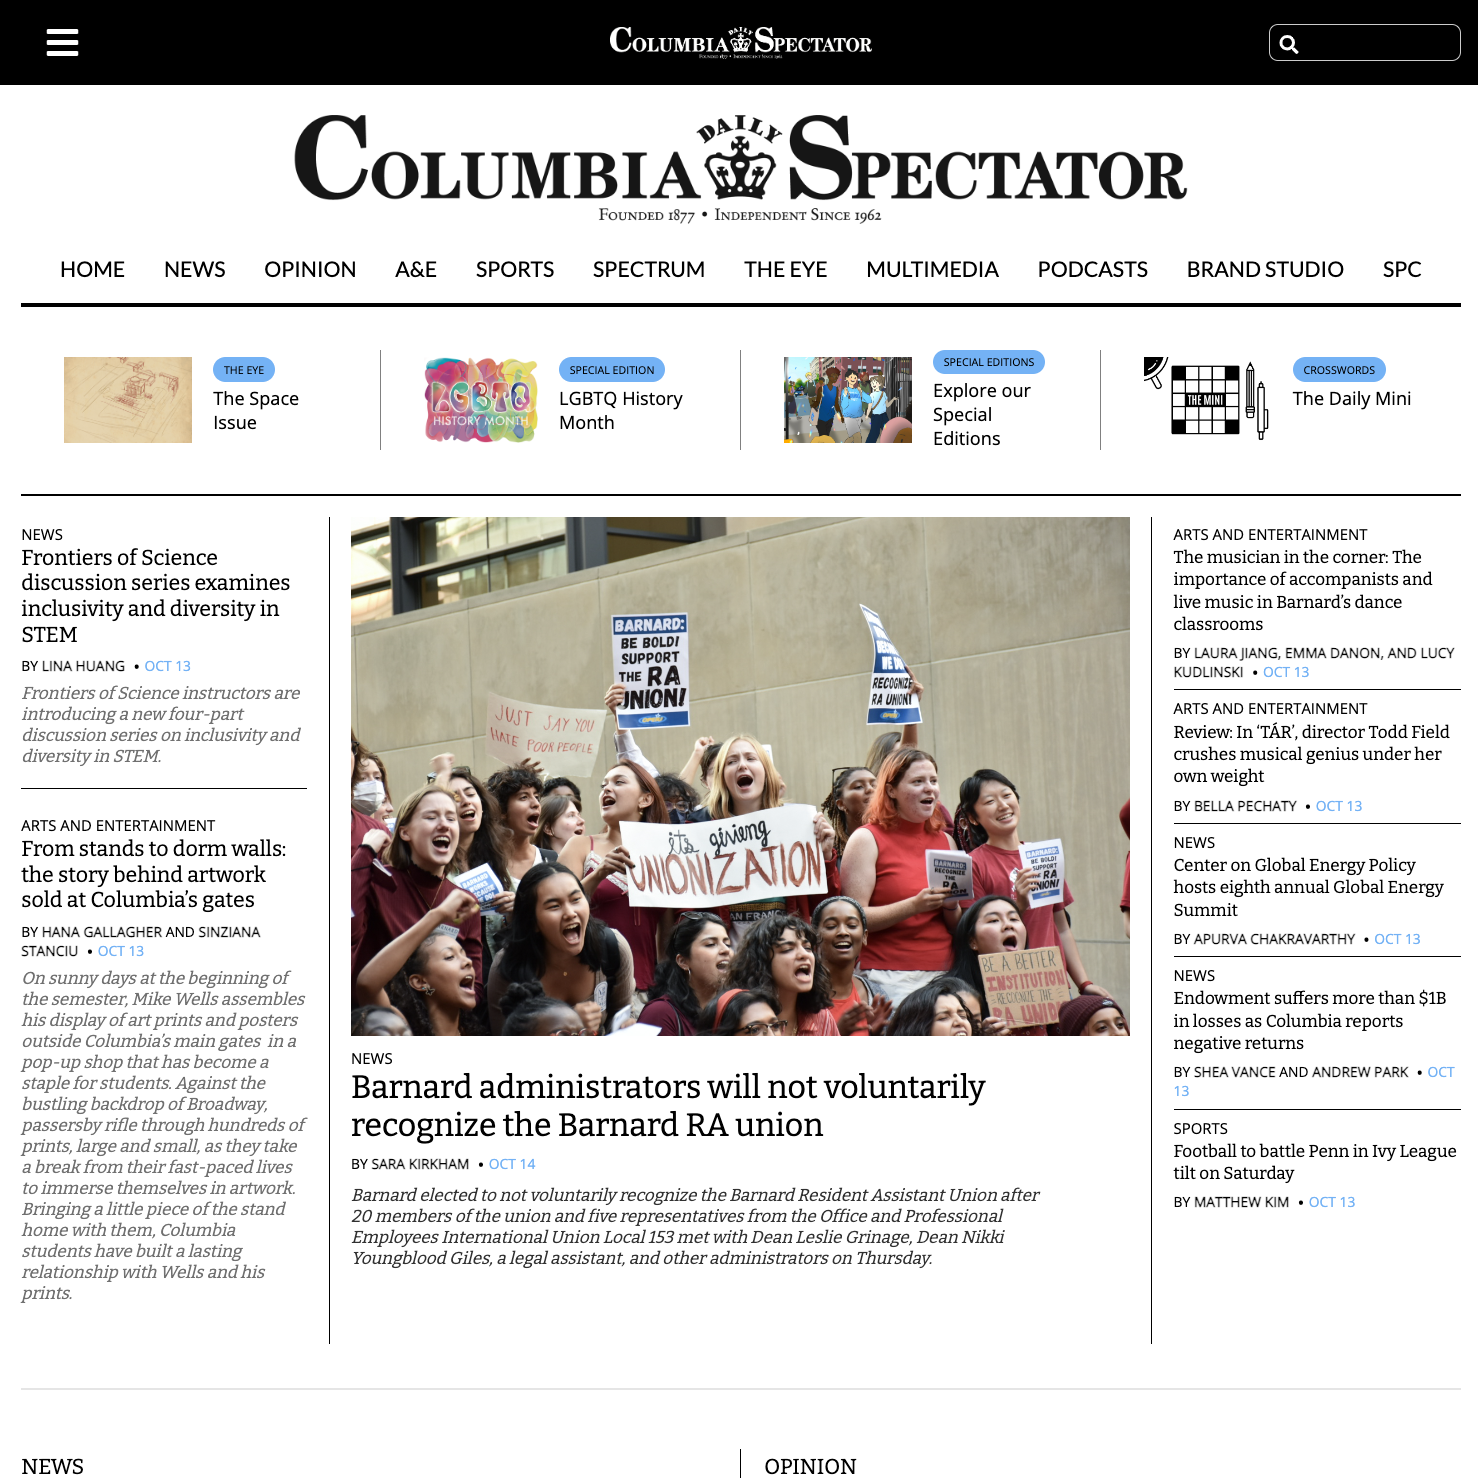 COLUMBIA DAILY SPECTATOR
COLUMBIA DAILY SPECTATOR
FOUNDED 1877 • INDEPENDENT SINCE 1962
HOME NEWS OPINION A&E SPORTS SPECTRUM THE EYE MULTIMEDIA PODCASTS BRAND STUDIO SPC
THE EYE
The Space
Issue
LGBTQ
HISTORY MONTH
SPECIAL EDITION
LGBTQ History
Month
SPECIAL EDITIONS
Explore our
Special
Editions
THE MINI
CROSSWORDS
The Daily Mini
NEWS
Frontiers of Science
discussion series examines
inclusivity and diversity in
STEM
BY LINA HUANG • OCT 13
Frontiers of Science instructors are
introducing a new four-part
discussion series on inclusivity and
diversity in STEM.
ARTS AND ENTERTAINMENT
From stands to dorm walls:
the story behind artwork
sold at Columbia’s gates
BY HANA GALLAGHER AND SINZIANA
STANCIU • OCT 13
On sunny days at the beginning of
the semester, Mike Wells assembles
his display of art prints and posters
outside Columbia’s main gates in a
pop-up shop that has become a
staple for students. Against the
bustling backdrop of Broadway,
passersby rifle through hundreds of
prints, large and small, as they take
a break from their fast-paced lives
to immerse themselves in artwork.
Bringing a little piece of the stand
home with them, Columbia
students have built a lasting
relationship with Wells and his
prints.
BARNARD:
BE BOLD!
SUPPORT
THE RA
UNION!
RECOGNIZE
RA UNION!
JUST SAY YOU
HATE POOR PEOPLE
it's givieng
UNIONIZATION
SAN FRANC
BARNARD:
RECOGNIZE
THE
RA
BARNARD:
BE BOLD!
SUPPORT
THE RA
UNION!
BE A BETTER
INSTITUTION
RECOGNIZE THE
RA UNIO
NEWS
Barnard administrators will not voluntarily
recognize the Barnard RA union
BY SARA KIRKHAM • OCT 14
Barnard elected to not voluntarily recognize the Barnard Resident Assistant Union after
20 members of the union and five representatives from the Office and Professional
Employees International Union Local 153 met with Dean Leslie Grinage, Dean Nikki
Youngblood Giles, a legal assistant, and other administrators on Thursday.
ARTS AND ENTERTAINMENT
The musician in the corner: The
importance of accompanists and
live music in Barnard’s dance
classrooms
BY LAURA JIANG, EMMA DANON, AND LUCY
KUDLINSKI • OCT 13
ARTS AND ENTERTAINMENT
Review: In ‘TÁR’, director Todd Field
crushes musical genius under her
own weight
BY BELLA PECHATY • OCT 13
NEWS
Center on Global Energy Policy
hosts eighth annual Global Energy
Summit
BY APURVA CHAKRAVARTHY • OCT 13
NEWS
Endowment suffers more than $1B
in losses as Columbia reports
negative returns
BY SHEA VANCE AND ANDREW PARK • OCT
13
SPORTS
Football to battle Penn in Ivy League
tilt on Saturday
BY MATTHEW KIM • OCT 13
NEWS
OPINION